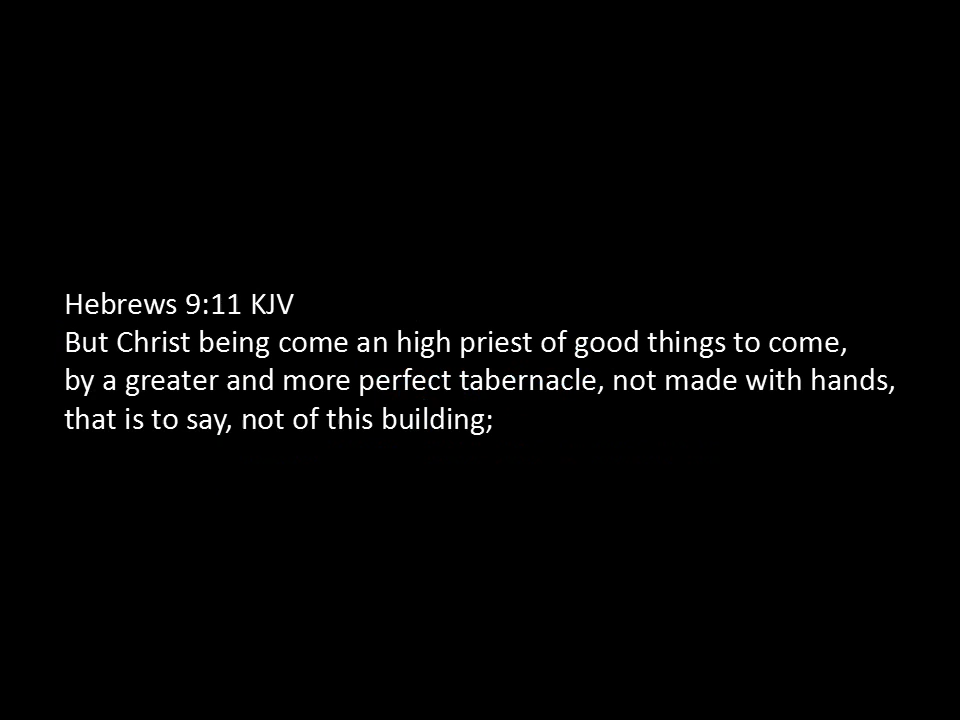 Hebrews 9:11 KJV
But Christ being come an high priest of good things to come,
by a greater and more perfect tabernacle, not made with hands,
that is to say, not of this building;